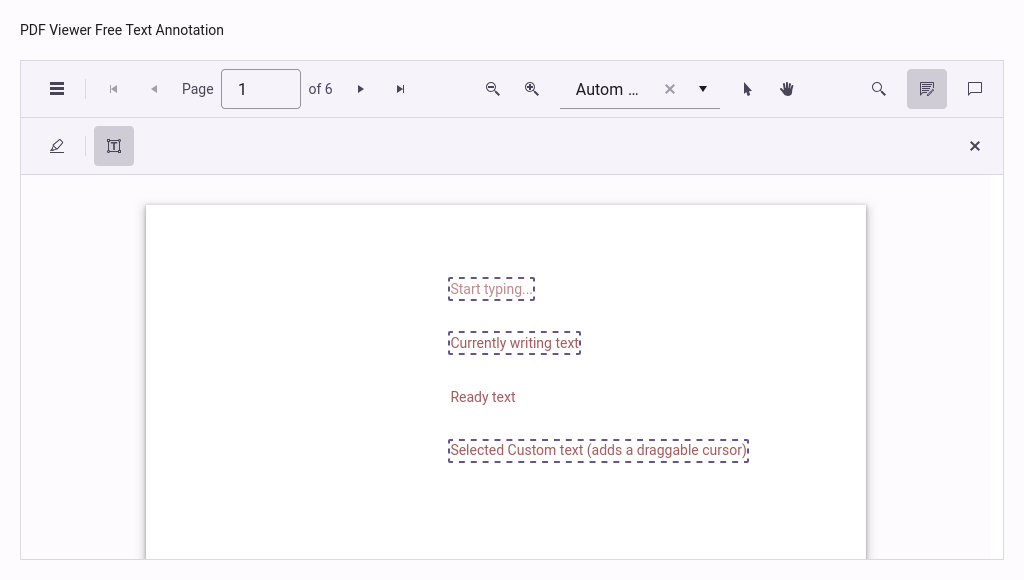 PDF Viewer Free Text Annotation
Page 1 of 6 Autom ...
Start typing...
Currently writing text
Ready text
Selected Custom text (adds a draggable cursor)